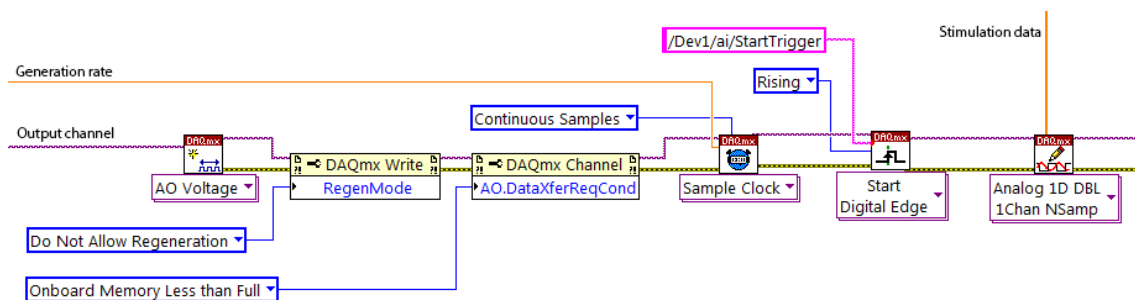 Stimulation data
/Dev1/ai/StartTrigger
Generation rate
Rising
Continuous Samples
Output channel
DAQmx
DAQmx
DAQmx
DAQmx
DAQmx Write
DAQmx Channel
AO Voltage
RegenMode
AO.DataXferReqCond
Sample Clock
Start
Digital Edge
Analog 1D DBL
1Chan NSamp
Do Not Allow Regeneration
Onboard Memory Less than Full